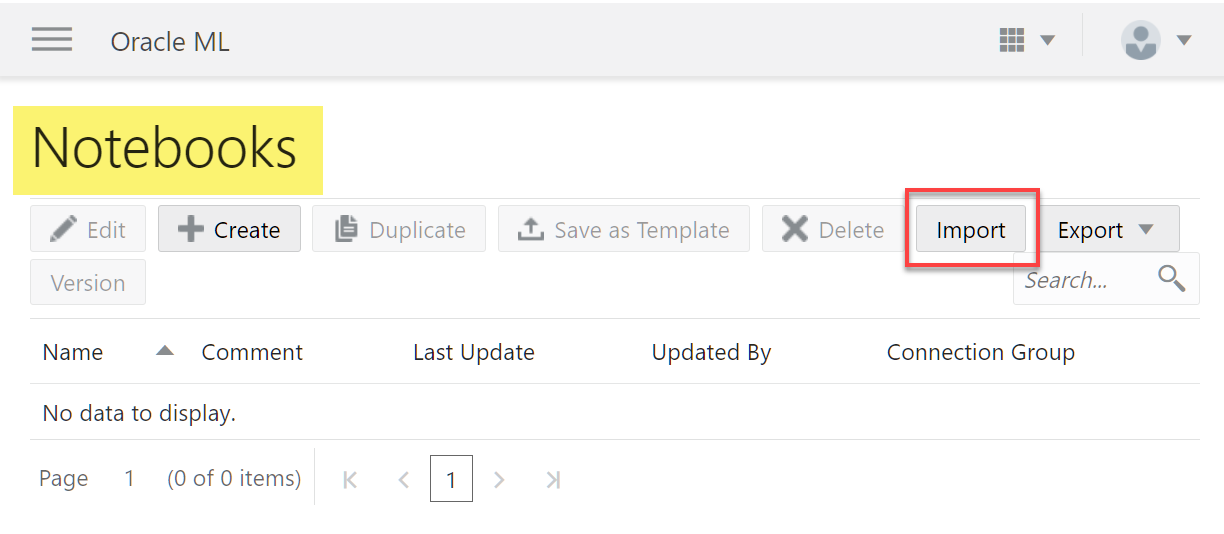 Oracle ML
Notebooks
Edit Create Duplicate Save as Template Delete Import Export
Version Search...
Name Comment Last Update Updated By Connection Group
No data to display.
Page 1 (0 of 0 items) 1